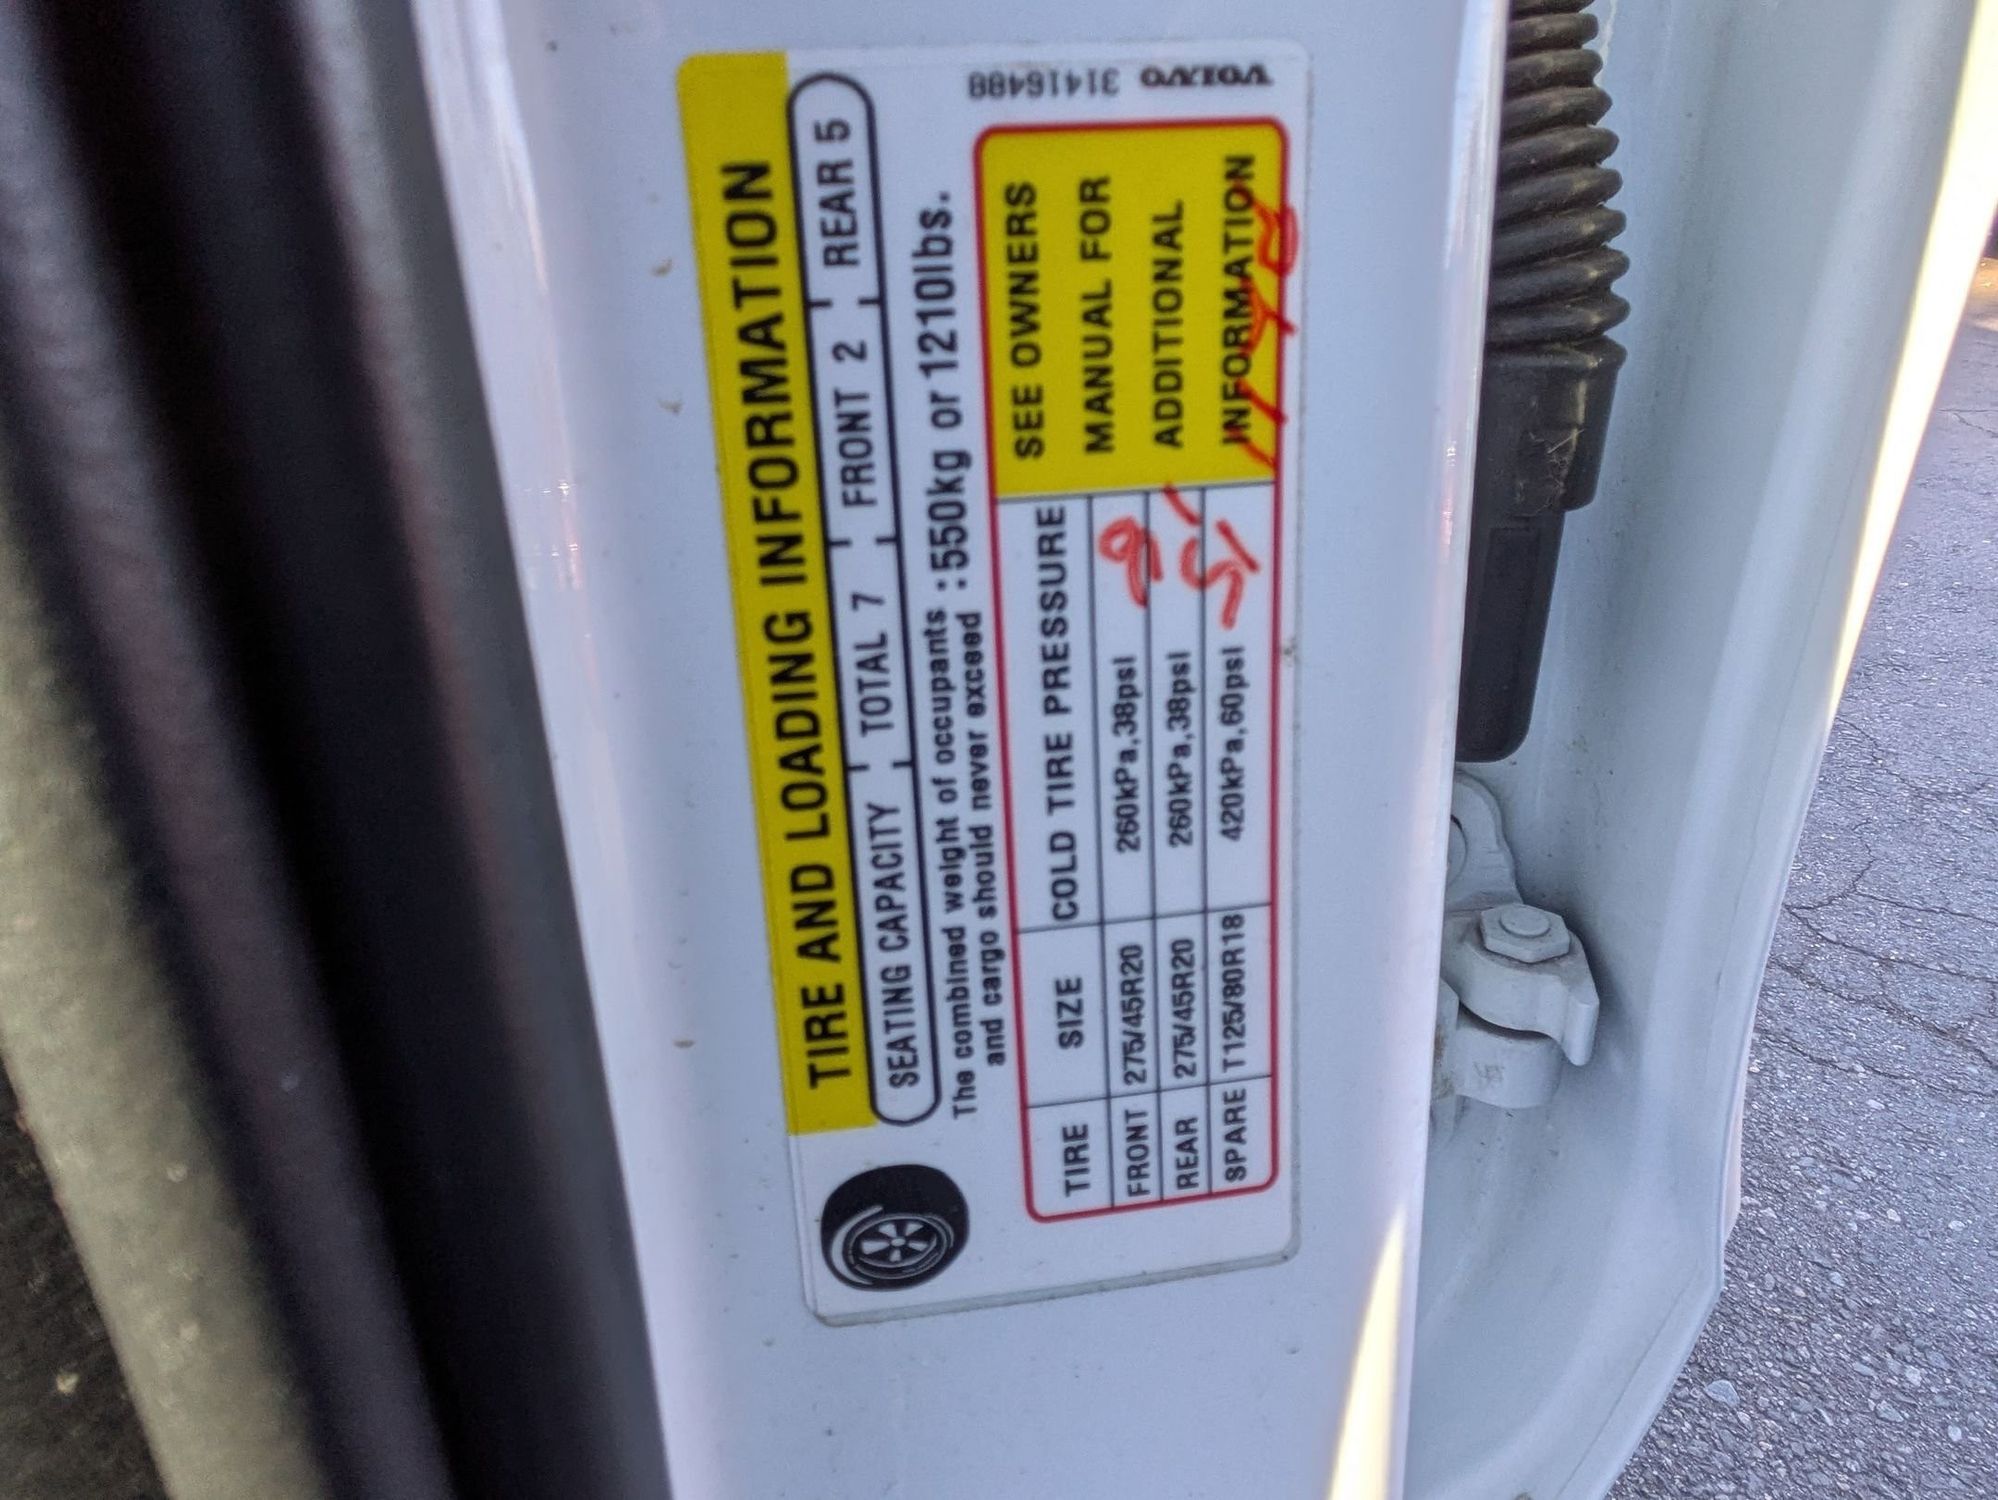 TIRE AND LOADING INFORMATION
SEATING CAPACITY TOTAL 7 FRONT 2 REAR 5
The combined weight of occupants
and cargo should never exceed :550kg or 1210lbs.
TIRE SIZE COLD TIRE PRESSURE
FRONT 275/45R20 260kPa,38psi
REAR 275/45R20 260kPa,38psi
SPARE T125/80R18 420kPa,60psi
SEE OWNERS
MANUAL FOR
ADDITIONAL
INFORMATION
VOLVO 31416488